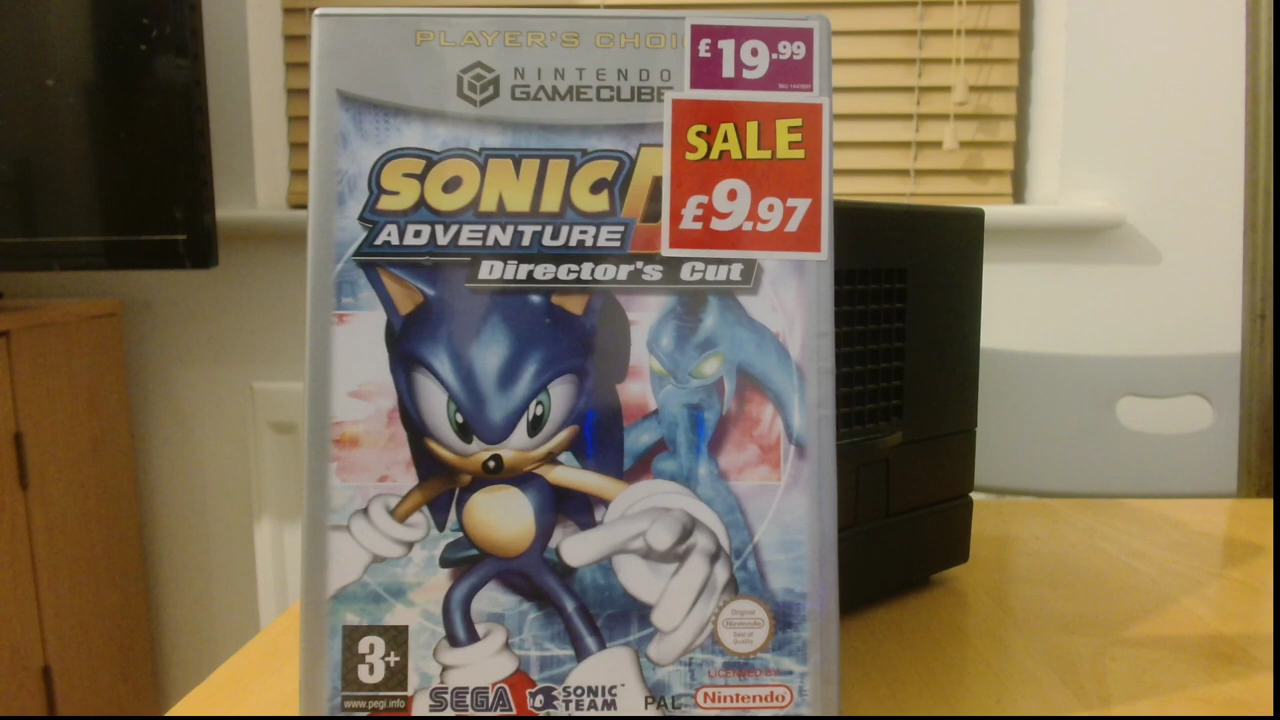 PLAYER'S CHOI
£19.99
NINTENDO
GAMECUBE
SALE
£9.97
SONIC
ADVENTURE
Director's Cut
Original
Nintendo
Seal of
Quality
3+
www.pegi.info
SEGA
SONIC
TEAM
PAL
LICENSED BY
Nintendo